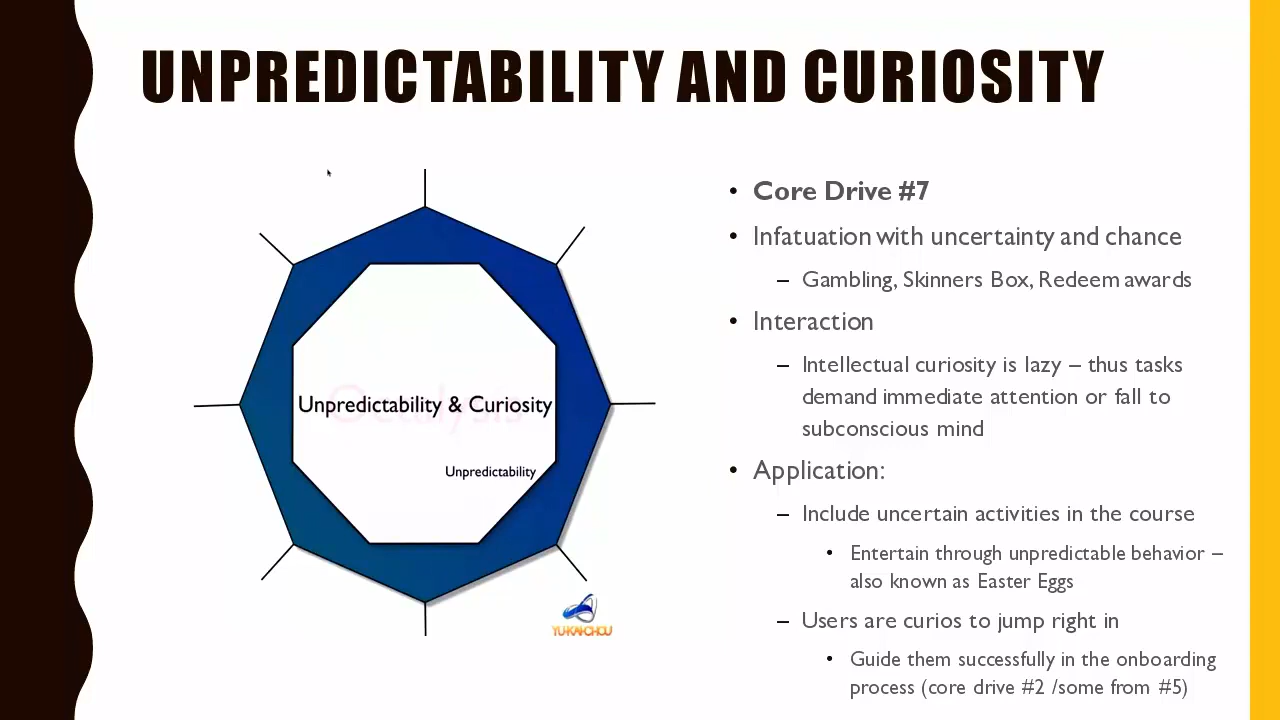 UNPREDICTABILITY AND CURIOSITY
Unpredictability & Curiosity
Unpredictability
YU-KAI CHOU
• Core Drive #7
• Infatuation with uncertainty and chance
– Gambling, Skinners Box, Redeem awards
• Interaction
– Intellectual curiosity is lazy – thus tasks
demand immediate attention or fall to
subconscious mind
• Application:
– Include uncertain activities in the course
• Entertain through unpredictable behavior –
also known as Easter Eggs
– Users are curios to jump right in
• Guide them successfully in the onboarding
process (core drive #2 /some from #5)